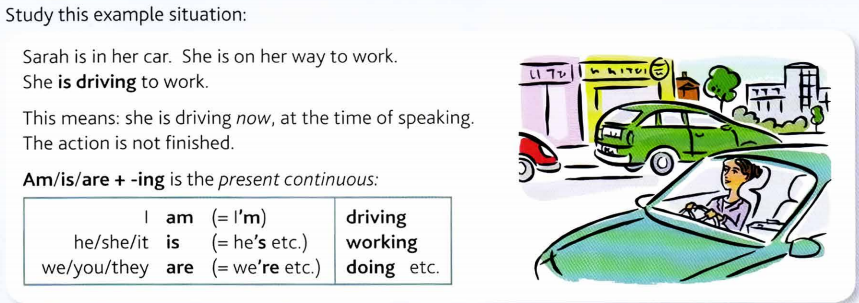 Study this example situation:
Sarah is in her car. She is on her way to work.
She is driving to work.
This means: she is driving now, at the time of speaking.
The action is not finished.
Am/is/are + -ing is the present continuous:
I am (= I'm) driving
he/she/it is (= he's etc.) working
we/you/they are (= we're etc.) doing etc.